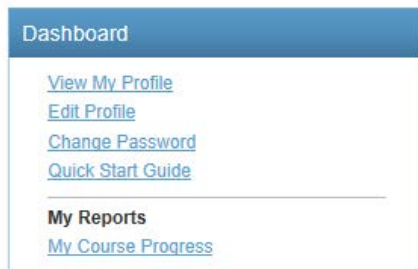 Dashboard
View My Profile
Edit Profile
Change Password
Quick Start Guide
My Reports
My Course Progress